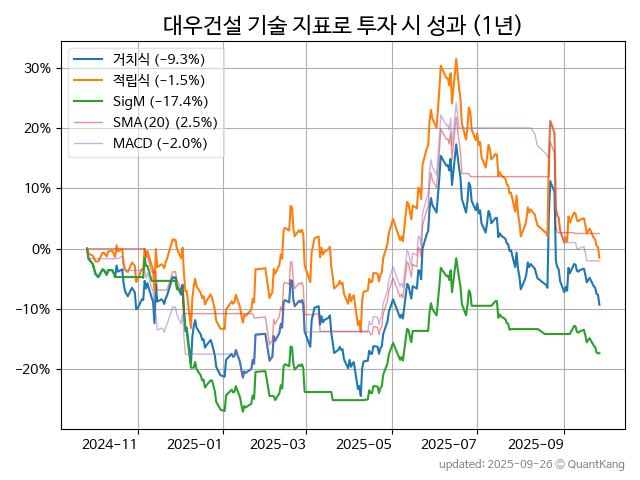 대우건설 기술 지표로 투자 시 성과 (1년)
거치식 (−9.3%)
적립식 (−1.5%)
SigM (−17.4%)
SMA(20) (2.5%)
MACD (−2.0%)
30%
20%
10%
0%
−10%
−20%
2024-11
2025-01
2025-03
2025-05
2025-07
2025-09
updated: 2025-09-26 © QuantKang